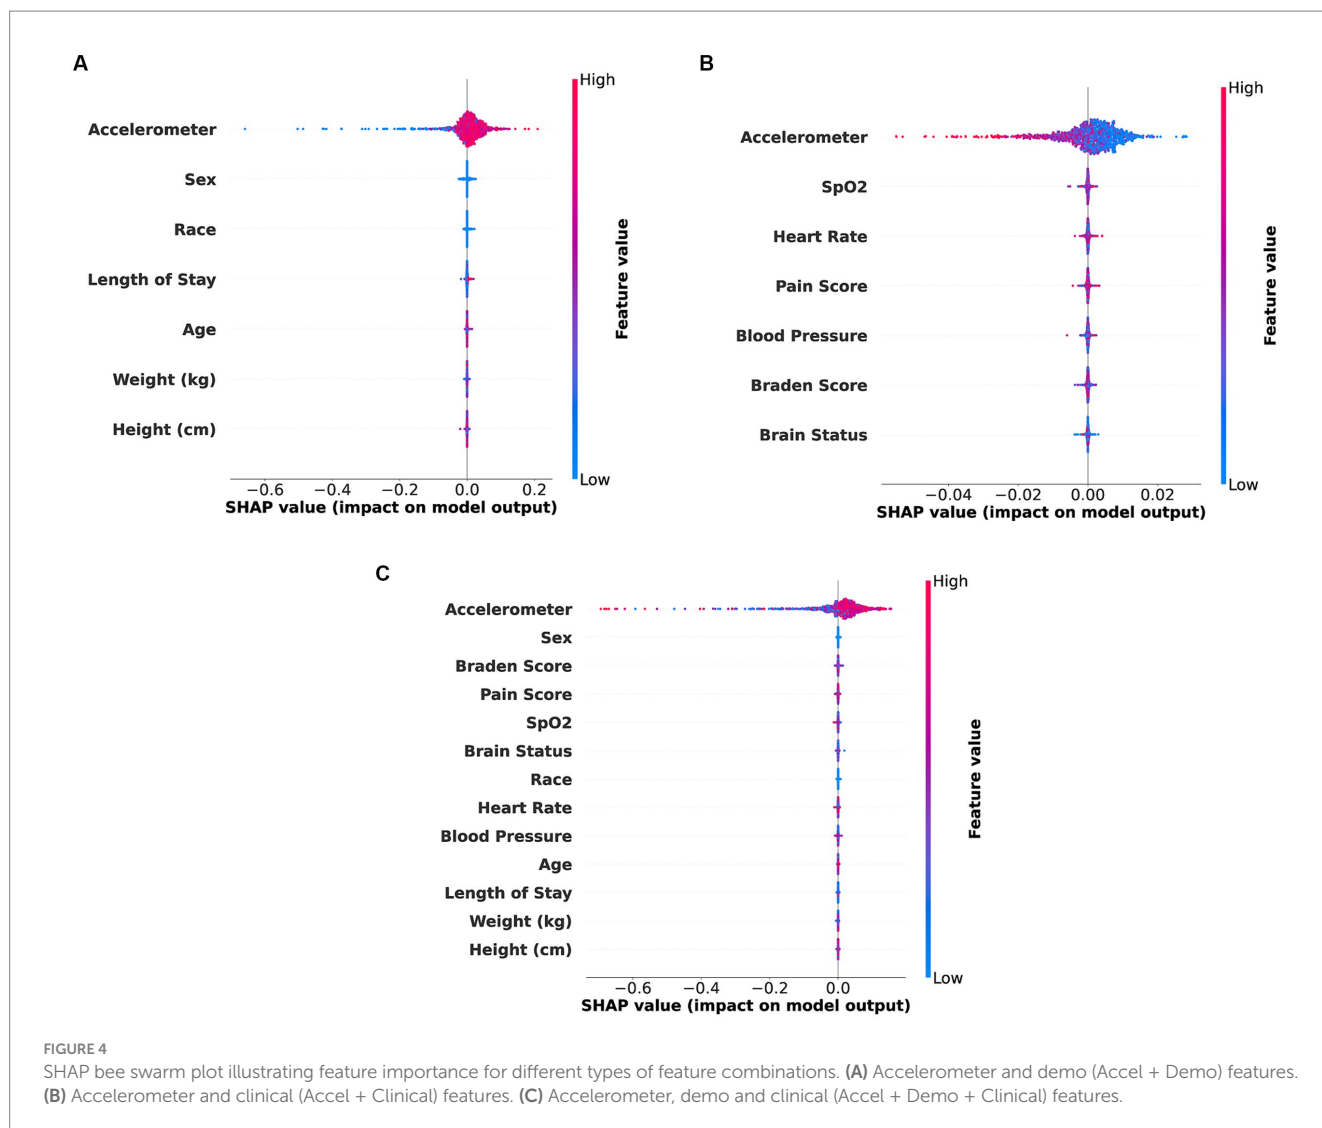 A
High
Accelerometer
Sex
Race
Length of Stay
Age
Weight (kg)
Height (cm)
Feature value
Low
−0.6 −0.4 −0.2 0.0 0.2
SHAP value (impact on model output)
B
High
Accelerometer
SpO2
Heart Rate
Pain Score
Blood Pressure
Braden Score
Brain Status
Feature value
Low
−0.04 −0.02 0.00 0.02
SHAP value (impact on model output)
C
High
Accelerometer
Sex
Braden Score
Pain Score
SpO2
Brain Status
Race
Heart Rate
Blood Pressure
Age
Length of Stay
Weight (kg)
Height (cm)
Feature value
Low
−0.6 −0.4 −0.2 0.0
SHAP value (impact on model output)
FIGURE 4
SHAP bee swarm plot illustrating feature importance for different types of feature combinations. (A) Accelerometer and demo (Accel + Demo) features.
(B) Accelerometer and clinical (Accel + Clinical) features. (C) Accelerometer, demo and clinical (Accel + Demo + Clinical) features.